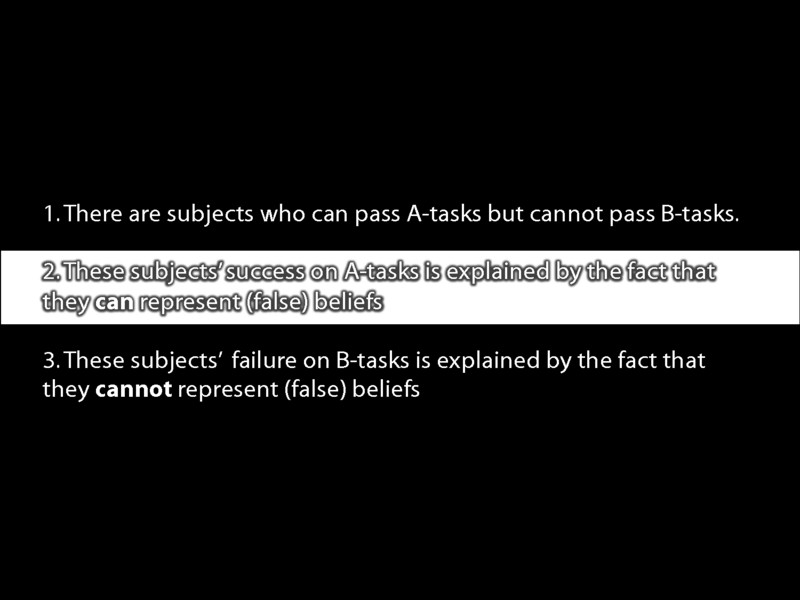 1. There are subjects who can pass A-tasks but cannot pass B-tasks.
2. These subjects’ success on A-tasks is explained by the fact that
they can represent (false) beliefs
3. These subjects’ failure on B-tasks is explained by the fact that
they cannot represent (false) beliefs